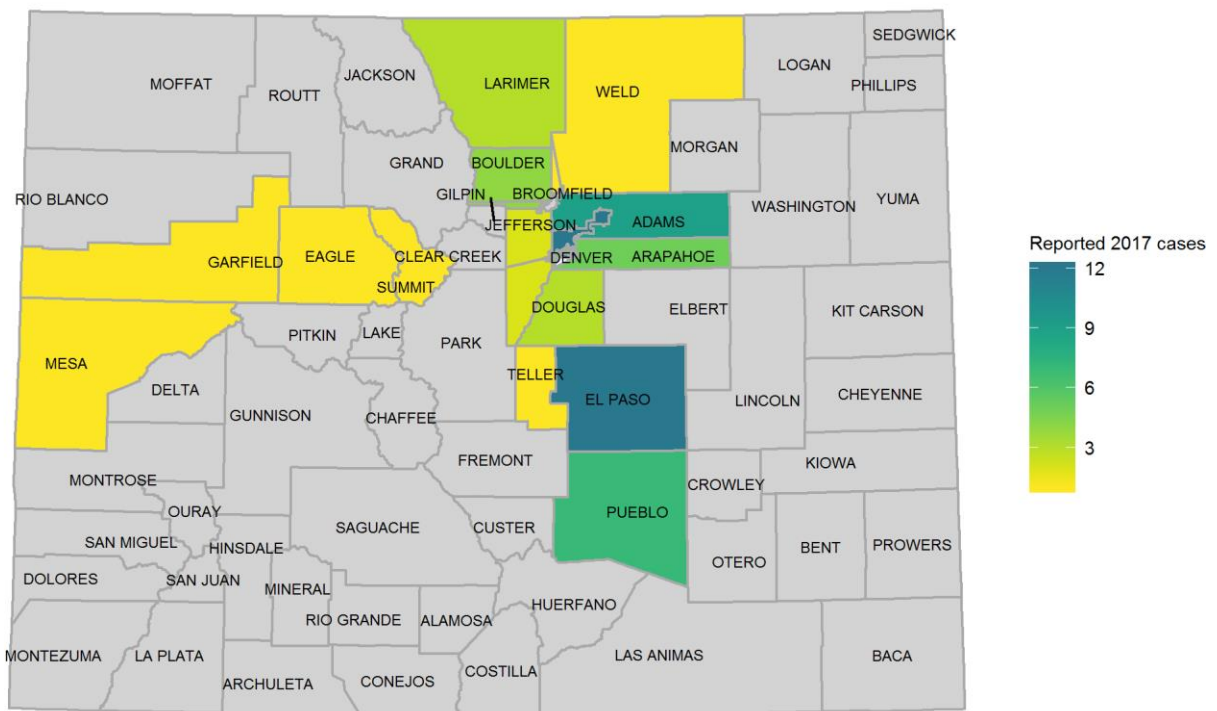 SEDGWICK
LOGAN
JACKSON
LARIMER
MOFFAT
WELD
PHILLIPS
ROUTT
MORGAN
GRAND
BOULDER
RIO BLANCO
GILPIN
BROOMFIELD
YUMA
WASHINGTON
JEFFERSON
ADAMS
GARFIELD
EAGLE
CLEAR CREEK
DENVER
ARAPAHOE
SUMMIT
DOUGLAS
ELBERT
KIT CARSON
PITKIN
LAKE
PARK
MESA
TELLER
DELTA
EL PASO
LINCOLN
CHEYENNE
GUNNISON
CHAFFEE
FREMONT
KIOWA
MONTROSE
CROWLEY
OURAY
PUEBLO
SAGUACHE
CUSTER
SAN MIGUEL
HINSDALE
OTERO
BENT
PROWERS
DOLORES
SAN JUAN
MINERAL
HUERFANO
RIO GRANDE
ALAMOSA
MONTEZUMA
LA PLATA
LAS ANIMAS
BACA
ARCHULETA
CONEJOS
COSTILLA
Reported 2017 cases
12
9
6
3